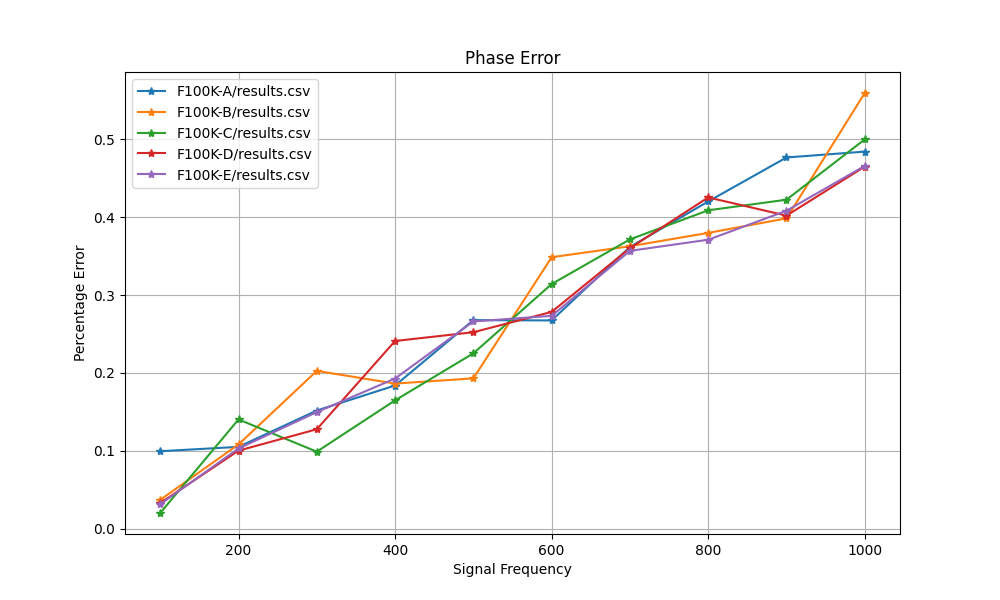 Phase Error
F100K-A/results.csv
F100K-B/results.csv
F100K-C/results.csv
F100K-D/results.csv
F100K-E/results.csv
Percentage Error
0.5
0.4
0.3
0.2
0.1
0.0
200 400 600 800 1000
Signal Frequency